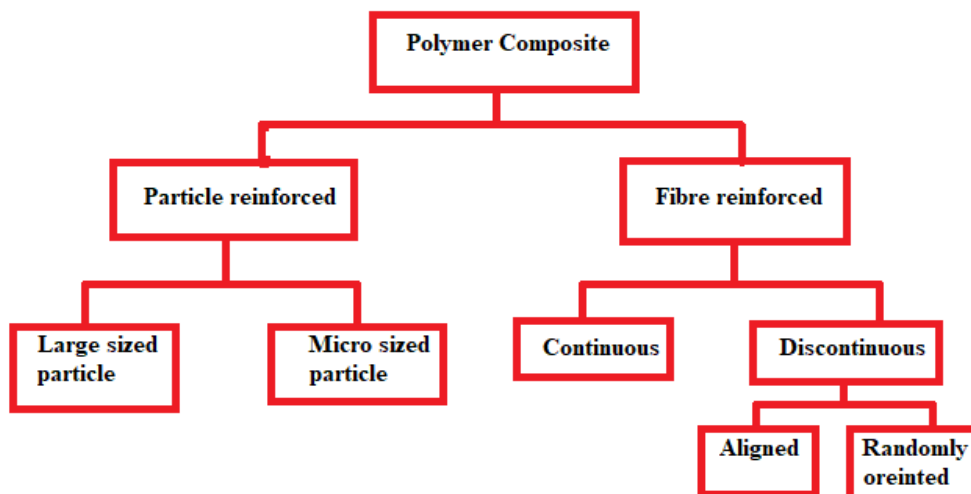 Polymer Composite
Particle reinforced
Fibre reinforced
Large sized
particle
Micro sized
particle
Continuous
Discontinuous
Aligned
Randomly
oreinted